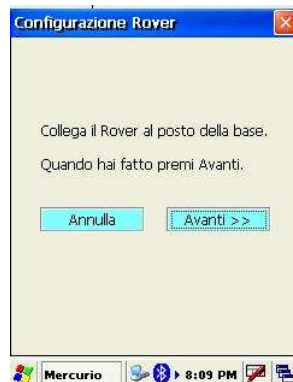 Configurazione Rover
Collega il Rover al posto della base.
Quando hai fatto premi Avanti.
Annulla
Avanti >>
Mercurio
8:09 PM